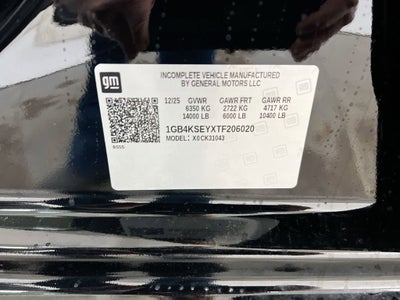 gm
INCOMPLETE VEHICLE MANUFACTURED
BY GENERAL MOTORS LLC
12/25 GVWR GAWR FRT GAWR RR
6350 KG 2722 KG 4717 KG
14000 LB 6000 LB 10400 LB
1GB4KSEYXTF206020
MODEL: X0CK31043